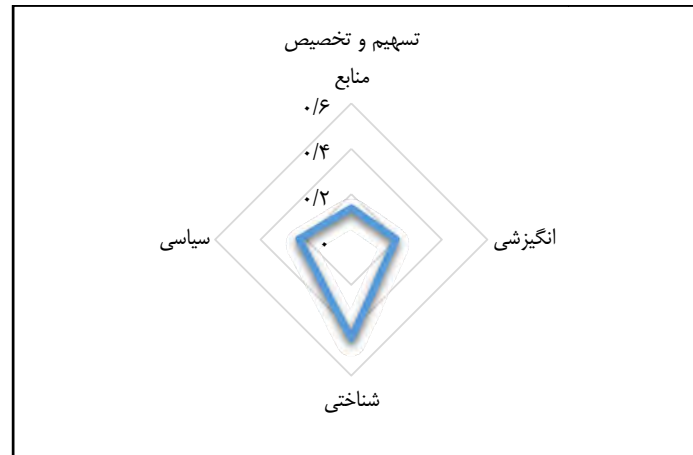 تسهیم و تخصیص
منابع
۰/۶
۰/۴
۰/۲
۰
انگیزشی
سیاسی
شناختی